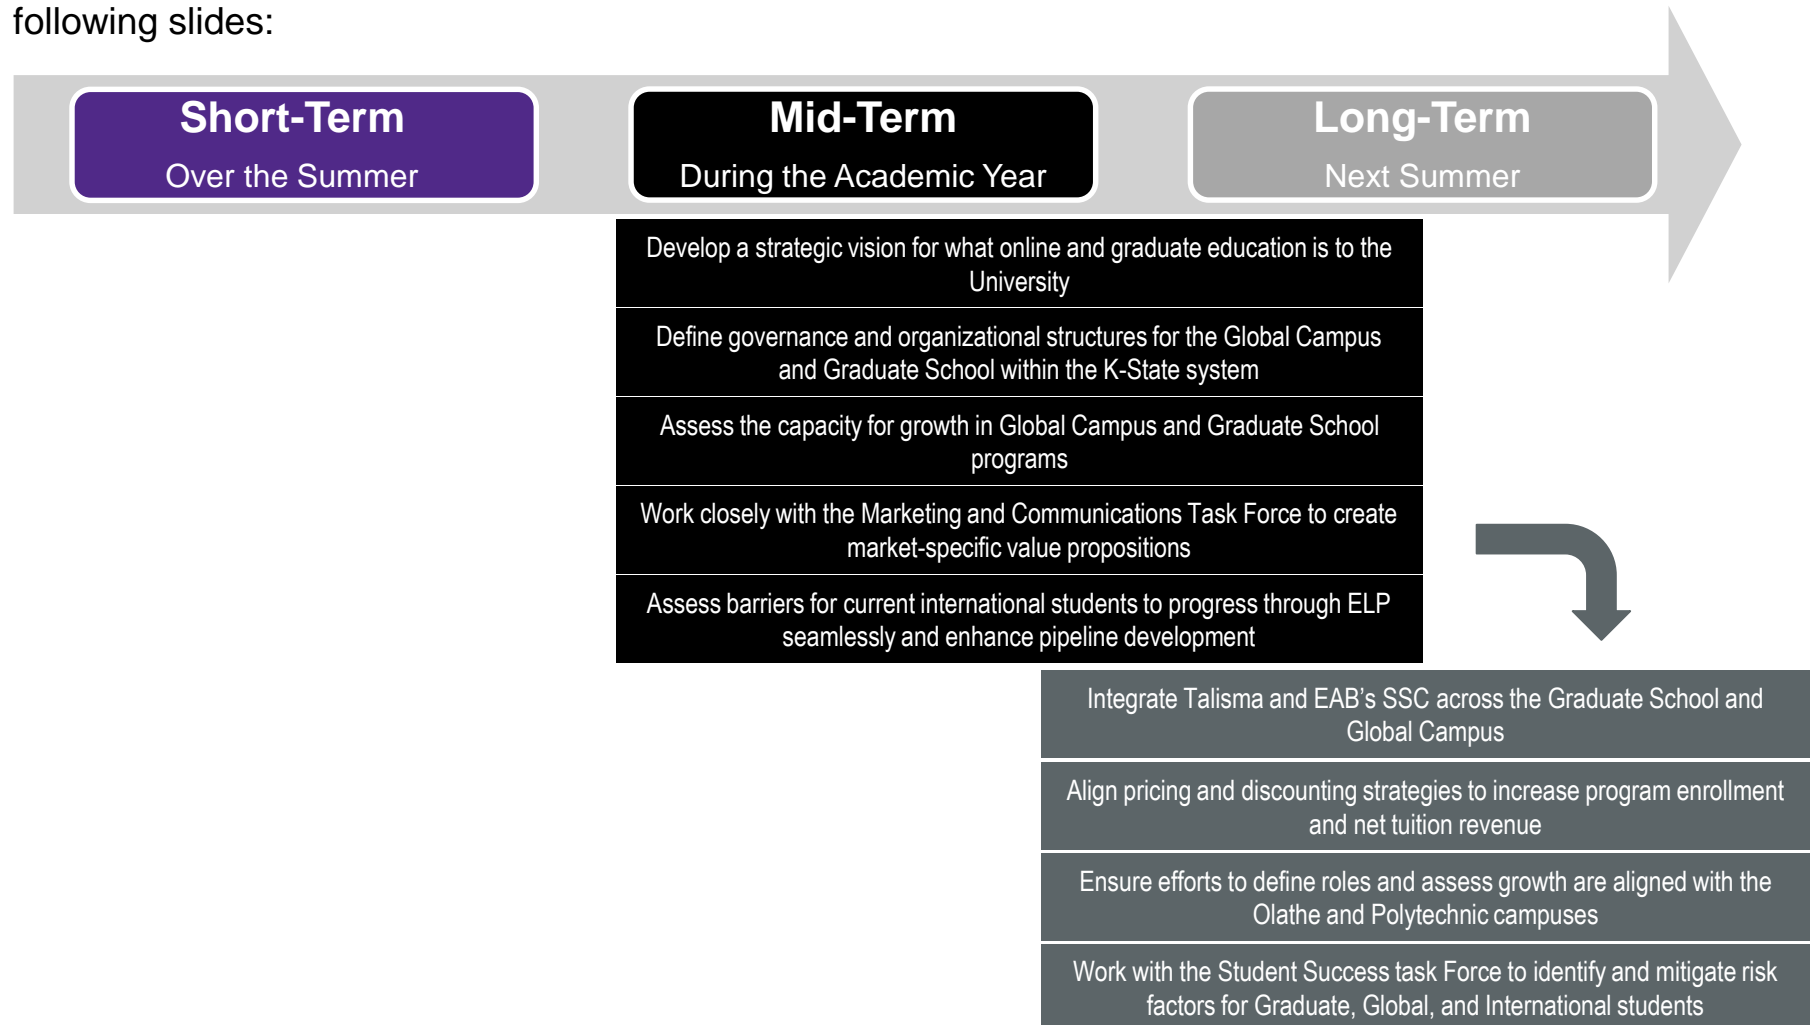 following slides:
Short-Term
Over the Summer
Mid-Term
During the Academic Year
Long-Term
Next Summer
Develop a strategic vision for what online and graduate education is to the
University
Define governance and organizational structures for the Global Campus
and Graduate School within the K-State system
Assess the capacity for growth in Global Campus and Graduate School
programs
Work closely with the Marketing and Communications Task Force to create
market-specific value propositions
Assess barriers for current international students to progress through ELP
seamlessly and enhance pipeline development
Integrate Talisma and EAB’s SSC across the Graduate School and
Global Campus
Align pricing and discounting strategies to increase program enrollment
and net tuition revenue
Ensure efforts to define roles and assess growth are aligned with the
Olathe and Polytechnic campuses
Work with the Student Success task Force to identify and mitigate risk
factors for Graduate, Global, and International students